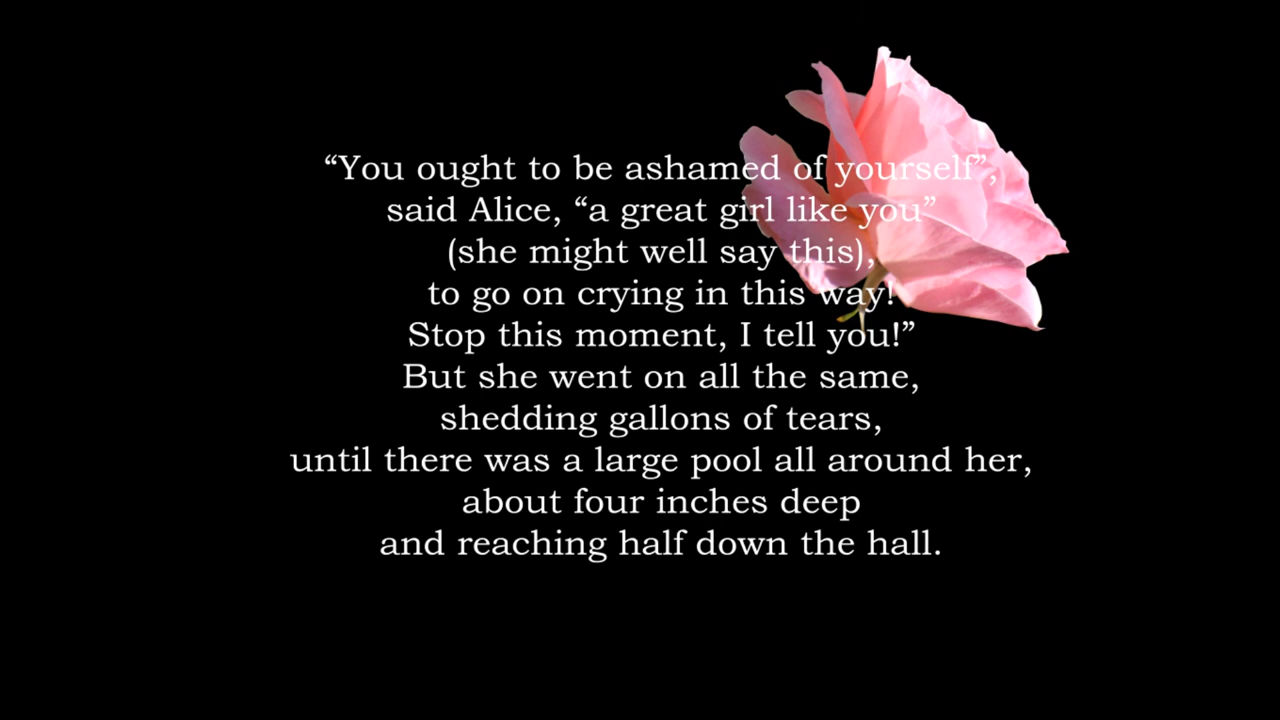 “You ought to be ashamed of yourself”,
said Alice, “a great girl like you”
(she might well say this),
to go on crying in this way!
Stop this moment, I tell you!”
But she went on all the same,
shedding gallons of tears,
until there was a large pool all around her,
about four inches deep
and reaching half down the hall.